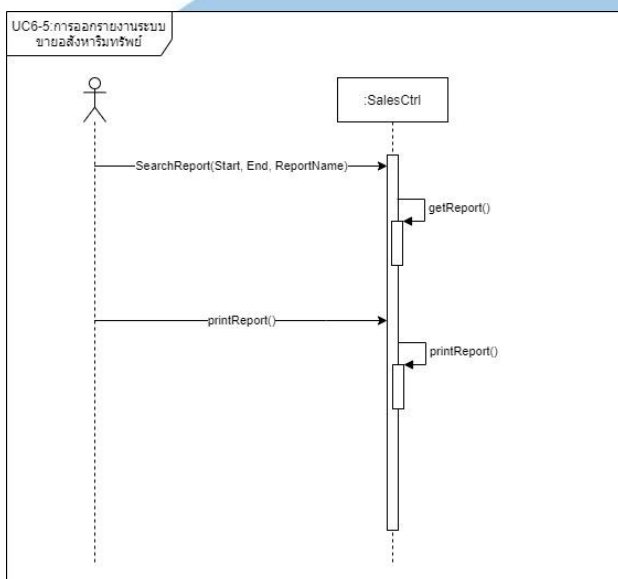 UC6-5:การออกรายงานระบบ
ขายอสังหาริมทรัพย์
:SalesCtrl
SearchReport(Start, End, ReportName)
getReport()
printReport()
printReport()